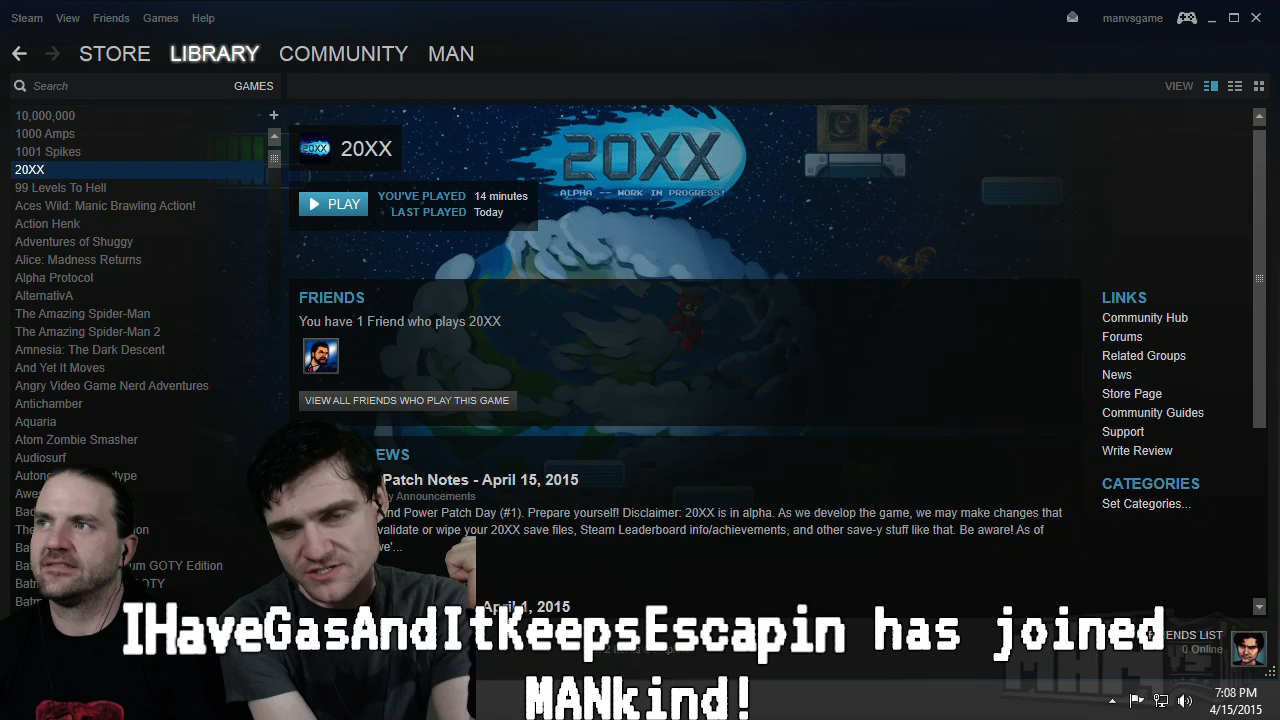 Steam View Friends Games Help
manvsgame
STORE LIBRARY COMMUNITY MAN
Search GAMES
VIEW
10,000,000
1000 Amps
1001 Spikes
20XX
99 Levels To Hell
Aces Wild: Manic Brawling Action!
Action Henk
Adventures of Shuggy
Alice: Madness Returns
Alpha Protocol
AlternativA
The Amazing Spider-Man
The Amazing Spider-Man 2
Amnesia: The Dark Descent
And Yet It Moves
Angry Video Game Nerd Adventures
Antichamber
Aquaria
Atom Zombie Smasher
Audiosurf
20XX
20XX
20XX
ALPHA -- WORK IN PROGRESS!
e
PLAY
YOU'VE PLAYED 14 minutes
LAST PLAYED Today
FRIENDS
You have 1 Friend who plays 20XX
VIEW ALL FRIENDS WHO PLAY THIS GAME
Patch Notes - April 15, 2015
Announcements
Power Patch Day (#1). Prepare yourself! Disclaimer: 20XX is in alpha. As we develop the game, we may make changes that
or wipe your 20XX save files, Steam Leaderboard info/achievements, and other save-y stuff like that. Be aware! As of
April 1, 2015
LINKS
Community Hub
Forums
Related Groups
News
Store Page
Community Guides
Support
Write Review
CATEGORIES
Set Categories...
GOTY Edition
GOTY
IHaveGasAndItKeepsEscapin has joined
MANkind!
LIST
0 Online
7:08 PM
4/15/2015